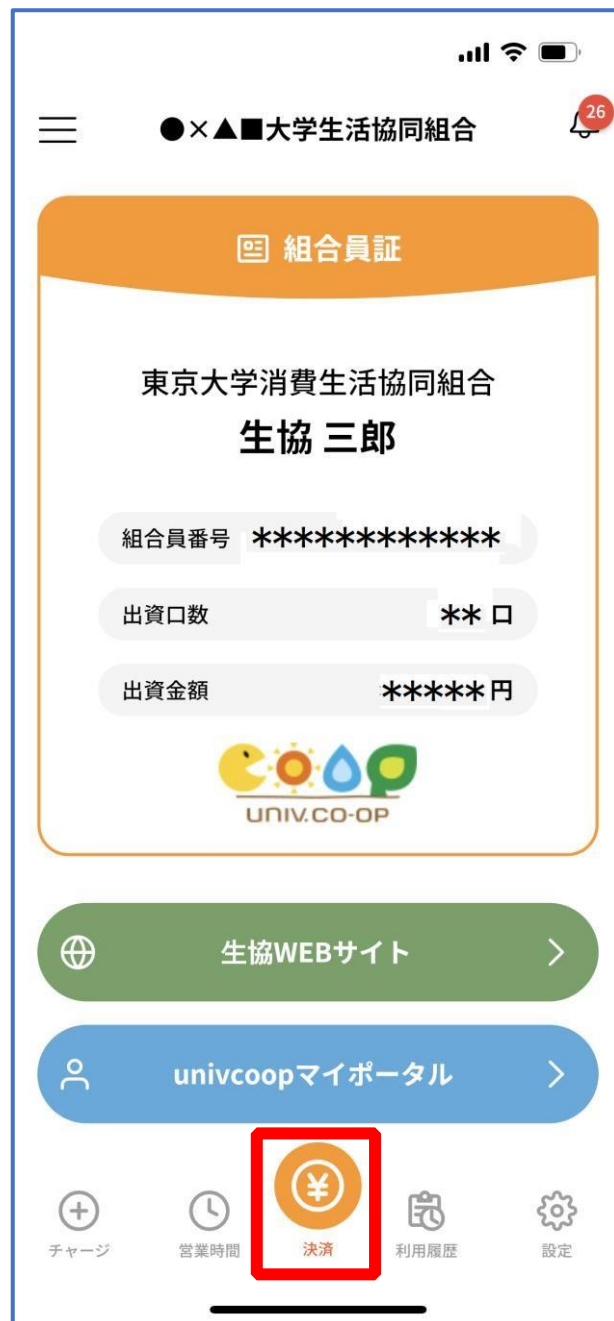 26
●×▲■大学生活協同組合
組合員証
東京大学消費生活協同組合
生協 三郎
組合員番号 ************
出資口数 ** 口
出資金額 *****円
UNIV.CO-OP
生協WEBサイト
univcoopマイポータル
¥
チャージ 営業時間 決済 利用履歴 設定